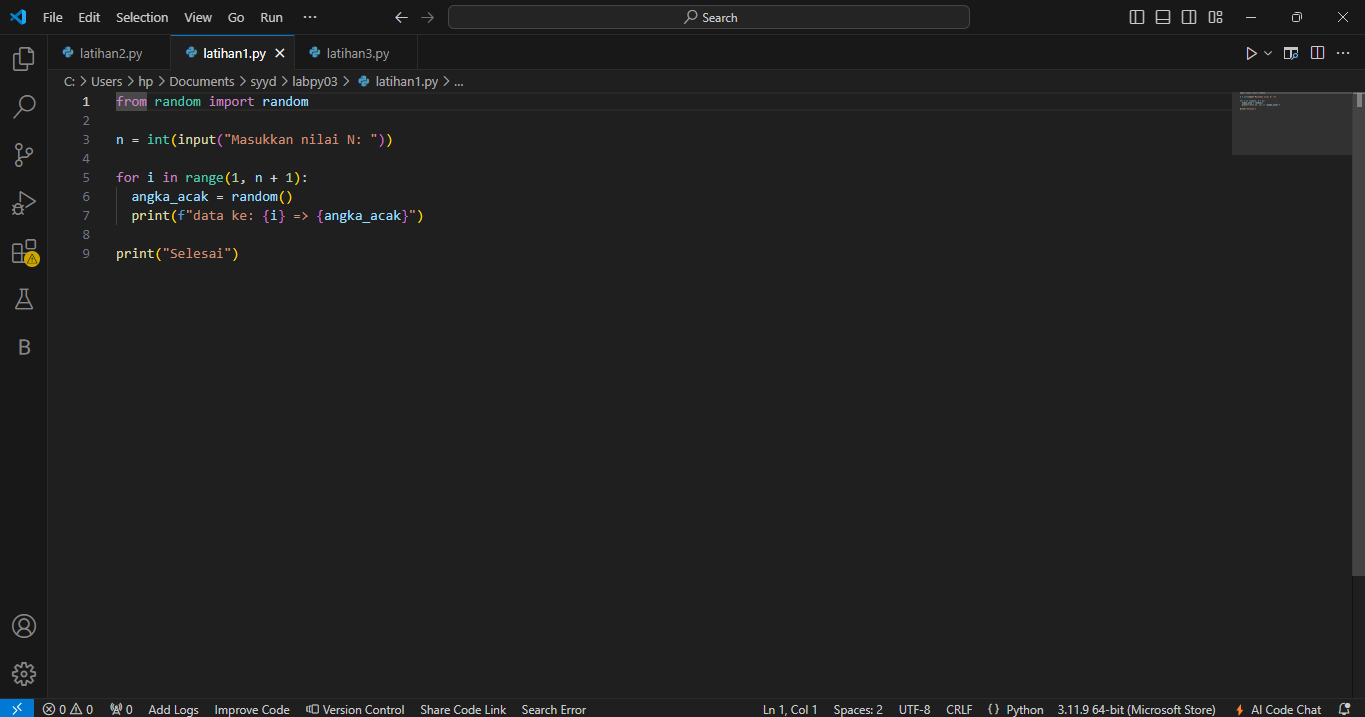 File Edit Selection View Go Run ··· Search
latihan2.py latihan1.py latihan3.py
C: > Users > hp > Documents > syyd > labpy03 > latihan1.py > ...
1 from random import random
2
3 n = int(input("Masukkan nilai N: "))
4
5 for i in range(1, n + 1):
6 angka_acak = random()
7 print(f"data ke: {i} => {angka_acak}")
8
9 print("Selesai")
B
0 0 0 Add Logs Improve Code Version Control Share Code Link Search Error Ln 1, Col 1 Spaces: 2 UTF-8 CRLF {} Python 3.11.9 64-bit (Microsoft Store) AI Code Chat